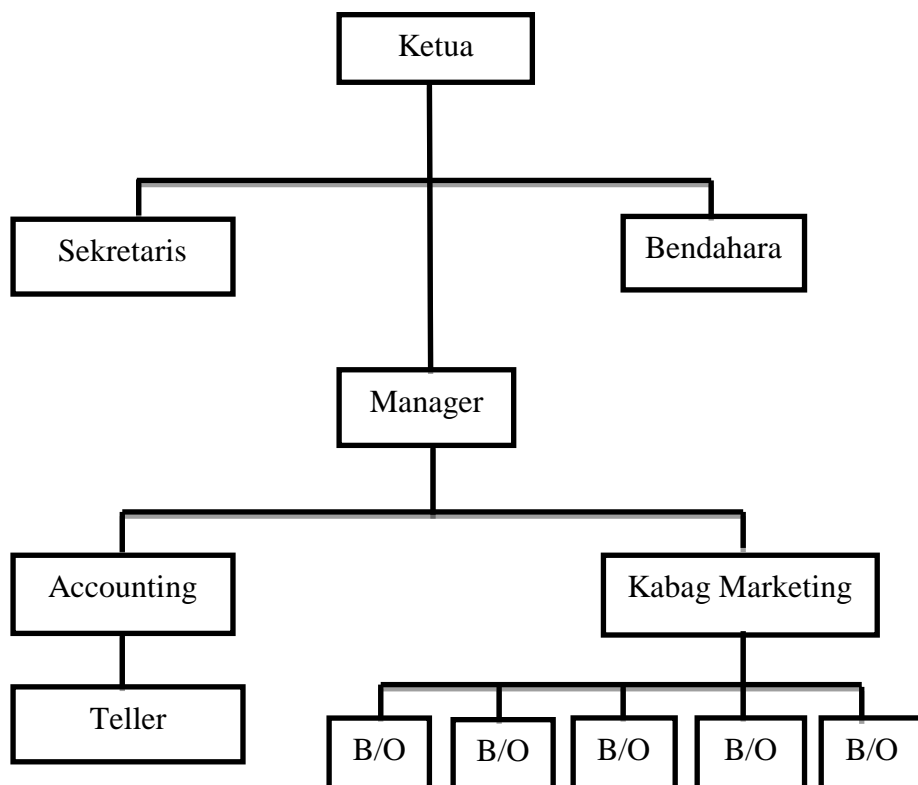 Ketua
Sekretaris
Bendahara
Manager
Accounting
Kabag Marketing
Teller
B/O
B/O
B/O
B/O
B/O